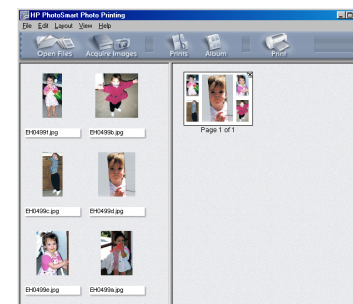 HP PhotoSmart Photo Printing
File Edit Layout View Help
Open Files Acquire Images Prints Album Print
EH0499f.jpg EH0499b.jpg
Page 1 of 1
EH0499c.jpg EH0499d.jpg
EH0499e.jpg EH0499a.jpg